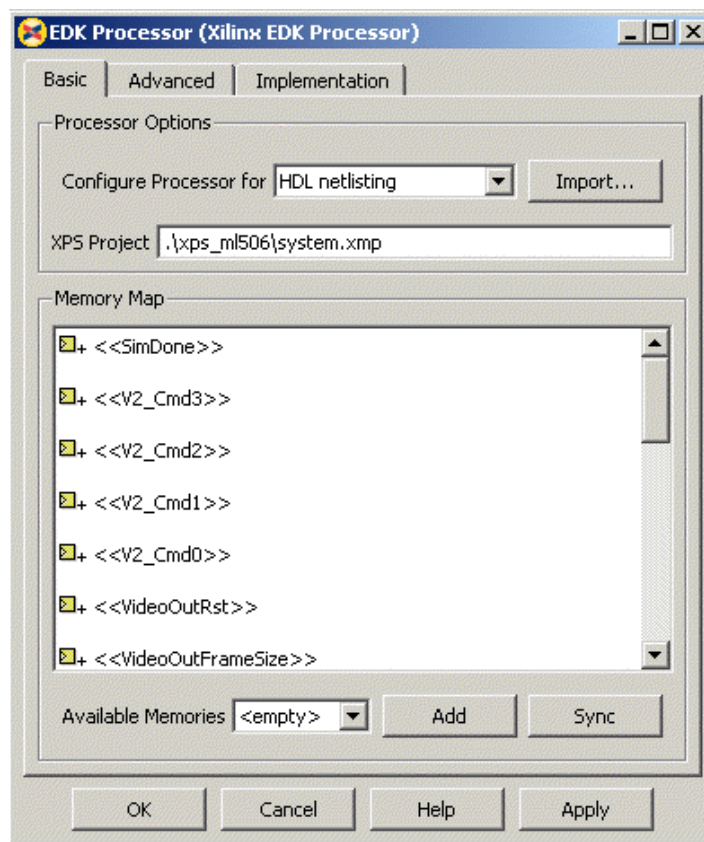 EDK Processor (Xilinx EDK Processor)
Basic Advanced Implementation
Processor Options
Configure Processor for HDL netlisting Import...
XPS Project .\xps_ml506\system.xmp
Memory Map
<<SimDone>>
<<V2_Cmd3>>
<<V2_Cmd2>>
<<V2_Cmd1>>
<<V2_Cmd0>>
<<VideoOutRst>>
<<VideoOutFrameSize>>
Available Memories <empty> Add Sync
OK Cancel Help Apply